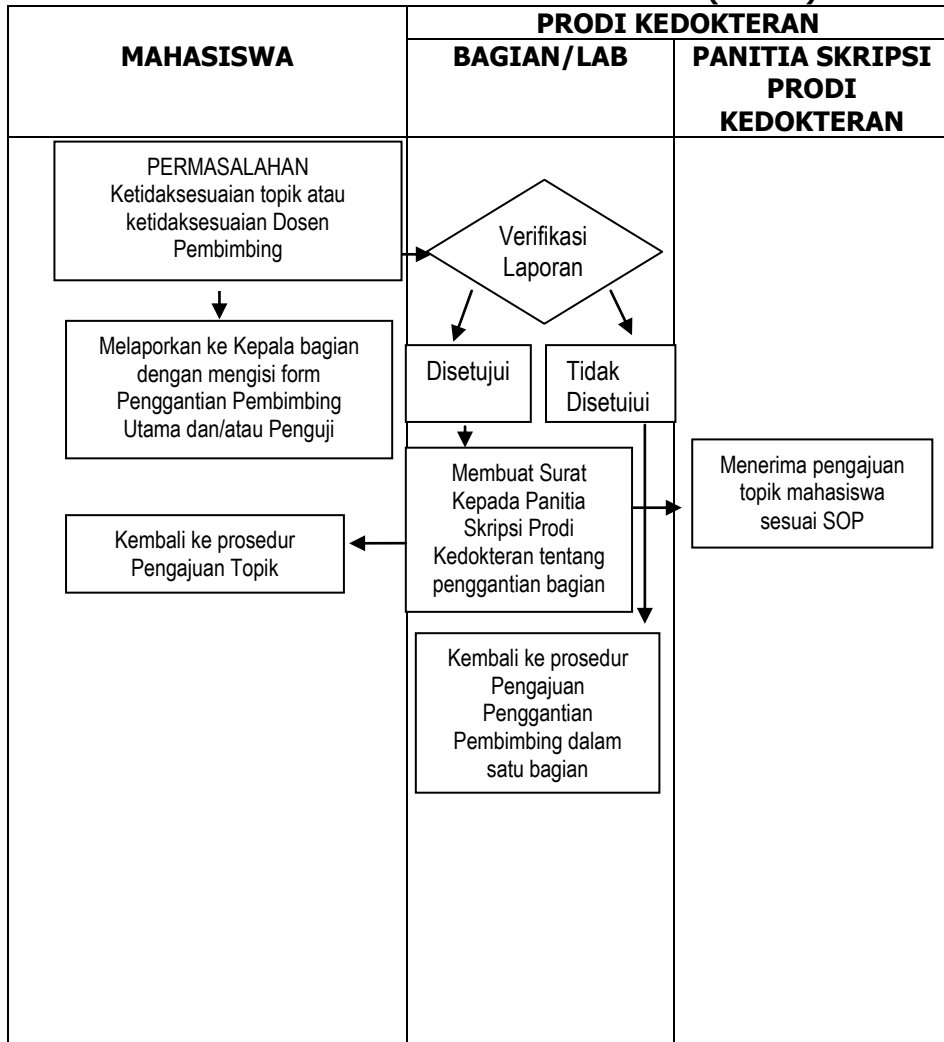 PRODI KEDOKTERAN
MAHASISWA
BAGIAN/LAB
PANITIA SKRIPSI
PRODI
KEDOKTERAN
PERMASALAHAN
Ketidaksesuaian topik atau
ketidaksesuaian Dosen
Pembimbing
Verifikasi
Laporan
Melaporkan ke Kepala bagian
dengan mengisi form
Penggantian Pembimbing
Utama dan/atau Penguji
Disetujui
Tidak
Disetujui
Membuat Surat
Kepada Panitia
Skripsi Prodi
Kedokteran tentang
penggantian bagian
Menerima pengajuan
topik mahasiswa
sesuai SOP
Kembali ke prosedur
Pengajuan Topik
Kembali ke prosedur
Pengajuan
Penggantian
Pembimbing dalam
satu bagian